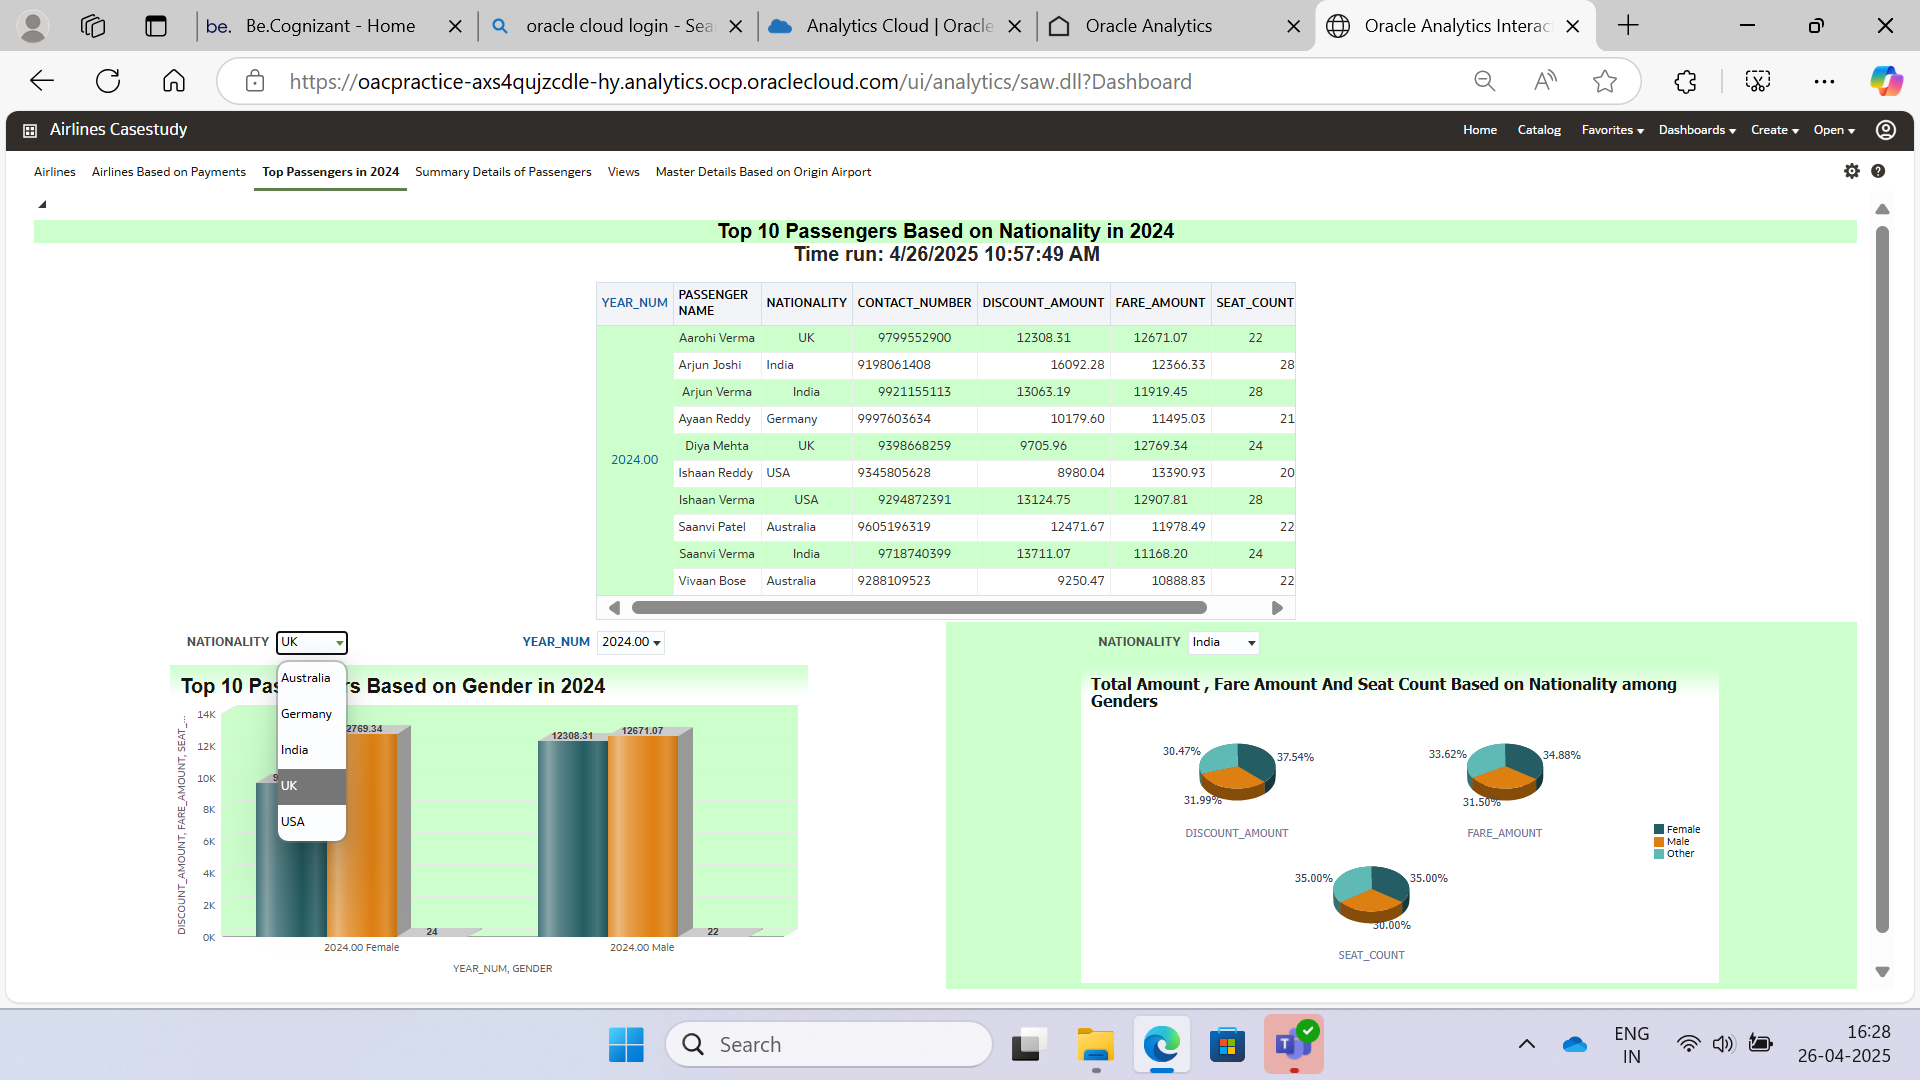 be. Be.Cognizant - Home
oracle cloud login - Sea
Analytics Cloud | Oracle
Oracle Analytics
Oracle Analytics Interac
https://oacpractice-axs4qujzcdle-hy.analytics.ocp.oraclecloud.com/ui/analytics/saw.dll?Dashboard
Airlines Casestudy
Home Catalog Favorites Dashboards Create Open
Airlines Airlines Based on Payments Top Passengers in 2024 Summary Details of Passengers Views Master Details Based on Origin Airport
Top 10 Passengers Based on Nationality in 2024
Time run: 4/26/2025 10:57:49 AM
YEAR_NUM PASSENGER NAME NATIONALITY CONTACT_NUMBER DISCOUNT_AMOUNT FARE_AMOUNT SEAT_COUNT
2024.00
Aarohi Verma UK 9799552900 12308.31 12671.07 22
Arjun Joshi India 9198061408 16092.28 12366.33 28
Arjun Verma India 9921155113 13063.19 11919.45 28
Ayaan Reddy Germany 9997603634 10179.60 11495.03 21
Diya Mehta UK 9398668259 9705.96 12769.34 24
Ishaan Reddy USA 9345805628 8980.04 13390.93 20
Ishaan Verma USA 9294872391 13124.75 12907.81 28
Saanvi Patel Australia 9605196319 12471.67 11978.49 22
Saanvi Verma India 9718740399 13711.07 11168.20 24
Vivaan Bose Australia 9288109523 9250.47 10888.83 22
NATIONALITY UK
YEAR_NUM 2024.00
Australia
Germany
India
UK
USA
Top 10 Pas rs Based on Gender in 2024
DISCOUNT_AMOUNT, FARE_AMOUNT, SEAT_...
14K
12K
10K
8K
6K
4K
2K
0K
9
2769.34
24
12308.31
12671.07
22
2024.00 Female
2024.00 Male
YEAR_NUM, GENDER
NATIONALITY India
Total Amount , Fare Amount And Seat Count Based on Nationality among
Genders
30.47%
37.54%
31.99%
DISCOUNT_AMOUNT
33.62%
34.88%
31.50%
FARE_AMOUNT
35.00%
35.00%
30.00%
SEAT_COUNT
Female
Male
Other
Search
ENG
IN
16:28
26-04-2025